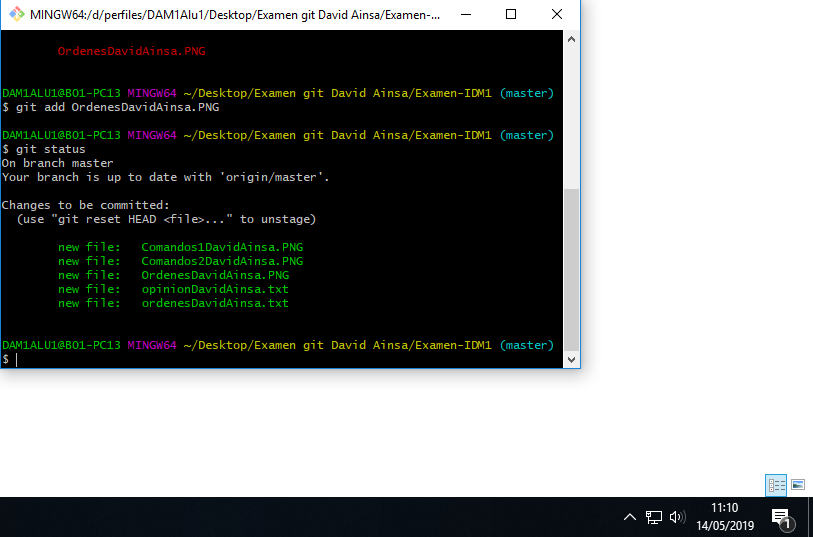 MINGW64:/d/perfiles/DAM1Alu1/Desktop/Examen git David Ainsa/Examen-...
OrdenesDavidAinsa.PNG
DAM1ALU1@BO1-PC13 MINGW64 ~/Desktop/Examen git David Ainsa/Examen-IDM1 (master)
$ git add OrdenesDavidAinsa.PNG
DAM1ALU1@BO1-PC13 MINGW64 ~/Desktop/Examen git David Ainsa/Examen-IDM1 (master)
$ git status
On branch master
Your branch is up to date with 'origin/master'.
Changes to be committed:
(use "git reset HEAD <file>..." to unstage)
new file: Comandos1DavidAinsa.PNG
new file: Comandos2DavidAinsa.PNG
new file: OrdenesDavidAinsa.PNG
new file: opinionDavidAinsa.txt
new file: ordenesDavidAinsa.txt
DAM1ALU1@BO1-PC13 MINGW64 ~/Desktop/Examen git David Ainsa/Examen-IDM1 (master)
$
11:10
14/05/2019
1